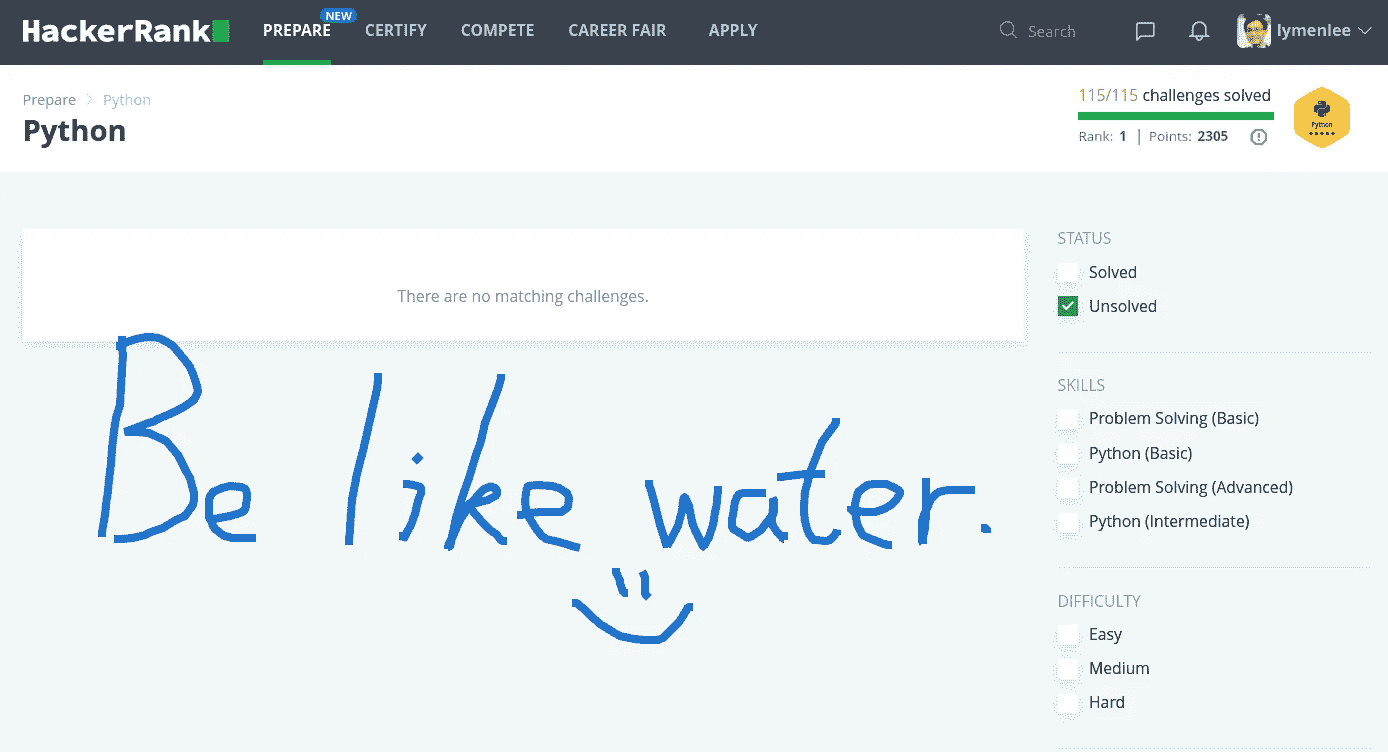 HackerRank
PREPARE
NEW
CERTIFY
COMPETE
CAREER FAIR
APPLY
Search
lymenlee
Prepare > Python
Python
115/115 challenges solved
Rank: 1 | Points: 2305
Python
There are no matching challenges.
Be like water.
STATUS
Solved
Unsolved
SKILLS
Problem Solving (Basic)
Python (Basic)
Problem Solving (Advanced)
Python (Intermediate)
DIFFICULTY
Easy
Medium
Hard